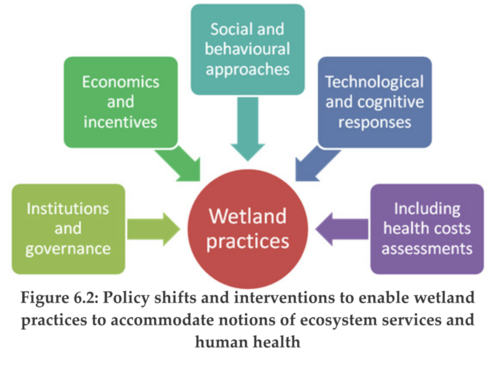 Social and
behavioural
approaches
Economics
and
incentives
Technological
and cognitive
responses
Institutions
and
governance
Wetland
practices
Including
health costs
assessments
Figure 6.2: Policy shifts and interventions to enable wetland
practices to accommodate notions of ecosystem services and
human health